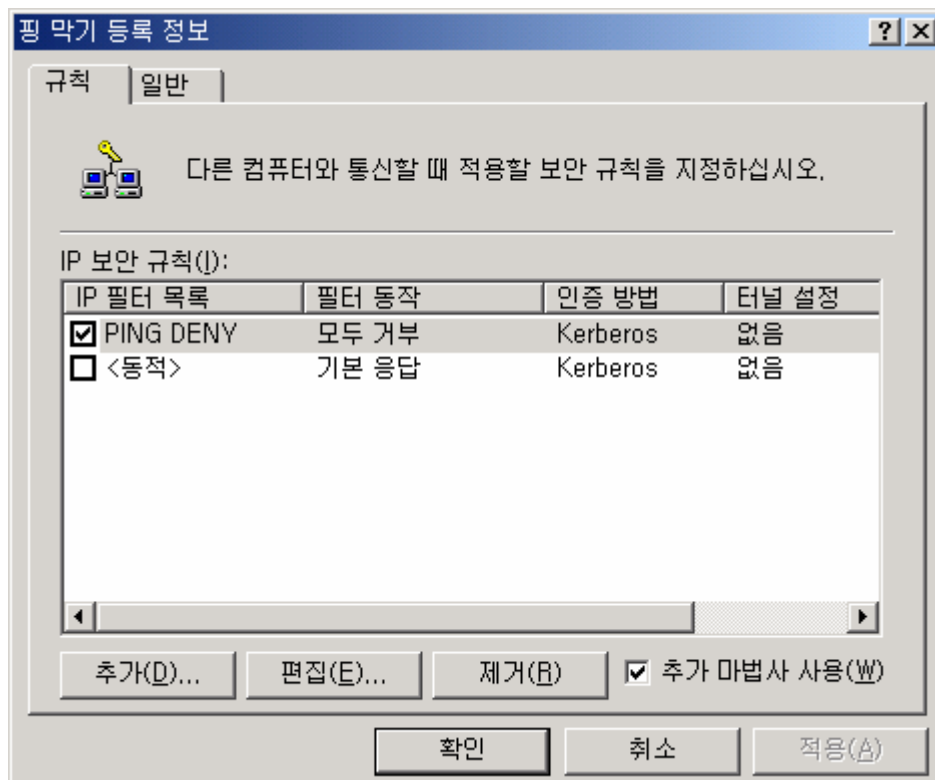 핑 막기 등록 정보
규칙 일반
다른 컴퓨터와 통신할 때 적용할 보안 규칙을 지정하십시오.
IP 보안 규칙(I):
IP 필터 목록 필터 동작 인증 방법 터널 설정
PING DENY 모두 거부 Kerberos 없음
<동적> 기본 응답 Kerberos 없음
추가(D)... 편집(E)... 제거(R) 추가 마법사 사용(W)
확인 취소 적용(A)